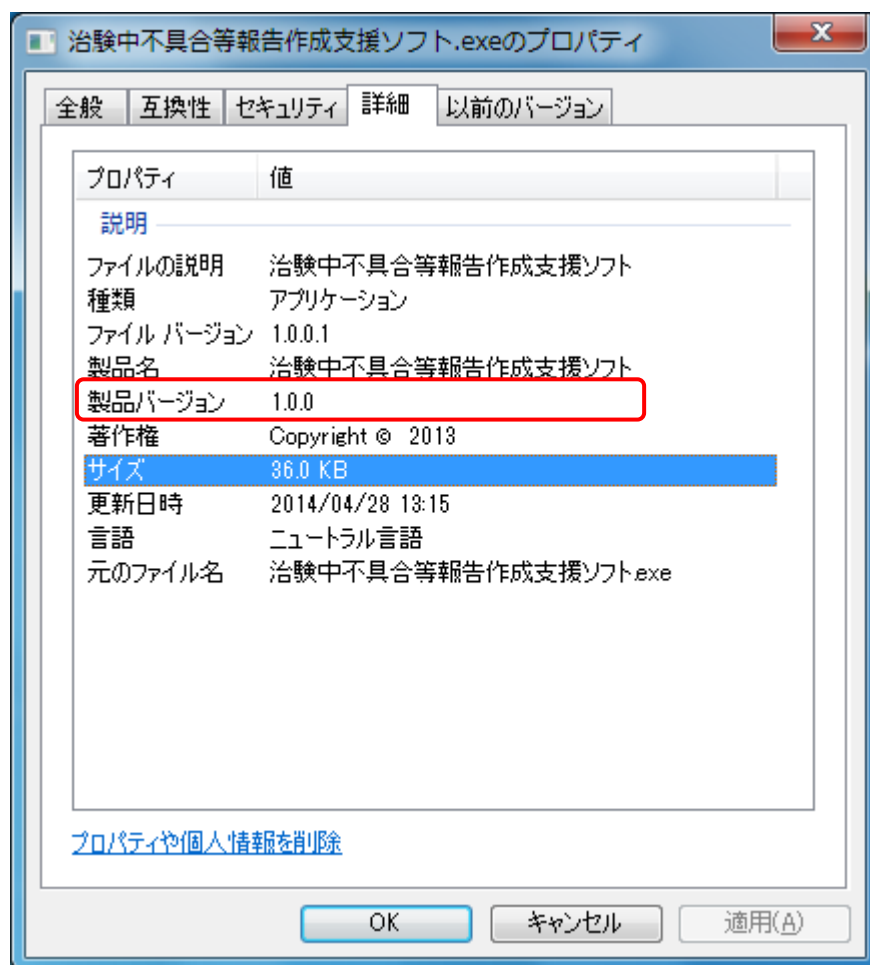 治験中不具合等報告作成支援ソフト.exeのプロパティ
全般 互換性 セキュリティ 詳細 以前のバージョン
プロパティ 値
説明
ファイルの説明 治験中不具合等報告作成支援ソフト
種類 アプリケーション
ファイル バージョン 1.0.0.1
製品名 治験中不具合等報告作成支援ソフト
製品バージョン 1.0.0
著作権 Copyright © 2013
サイズ 36.0 KB
更新日時 2014/04/28 13:15
言語 ニュートラル言語
元のファイル名 治験中不具合等報告作成支援ソフト.exe
プロパティや個人情報を削除
OK キャンセル 適用(A)